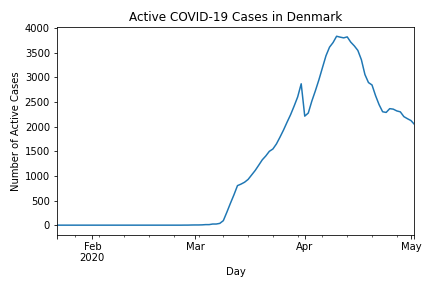 Active COVID-19 Cases in Denmark
4000
3500
3000
2500
2000
1500
1000
500
0
Number of Active Cases
Feb
2020
Mar
Apr
May
Day